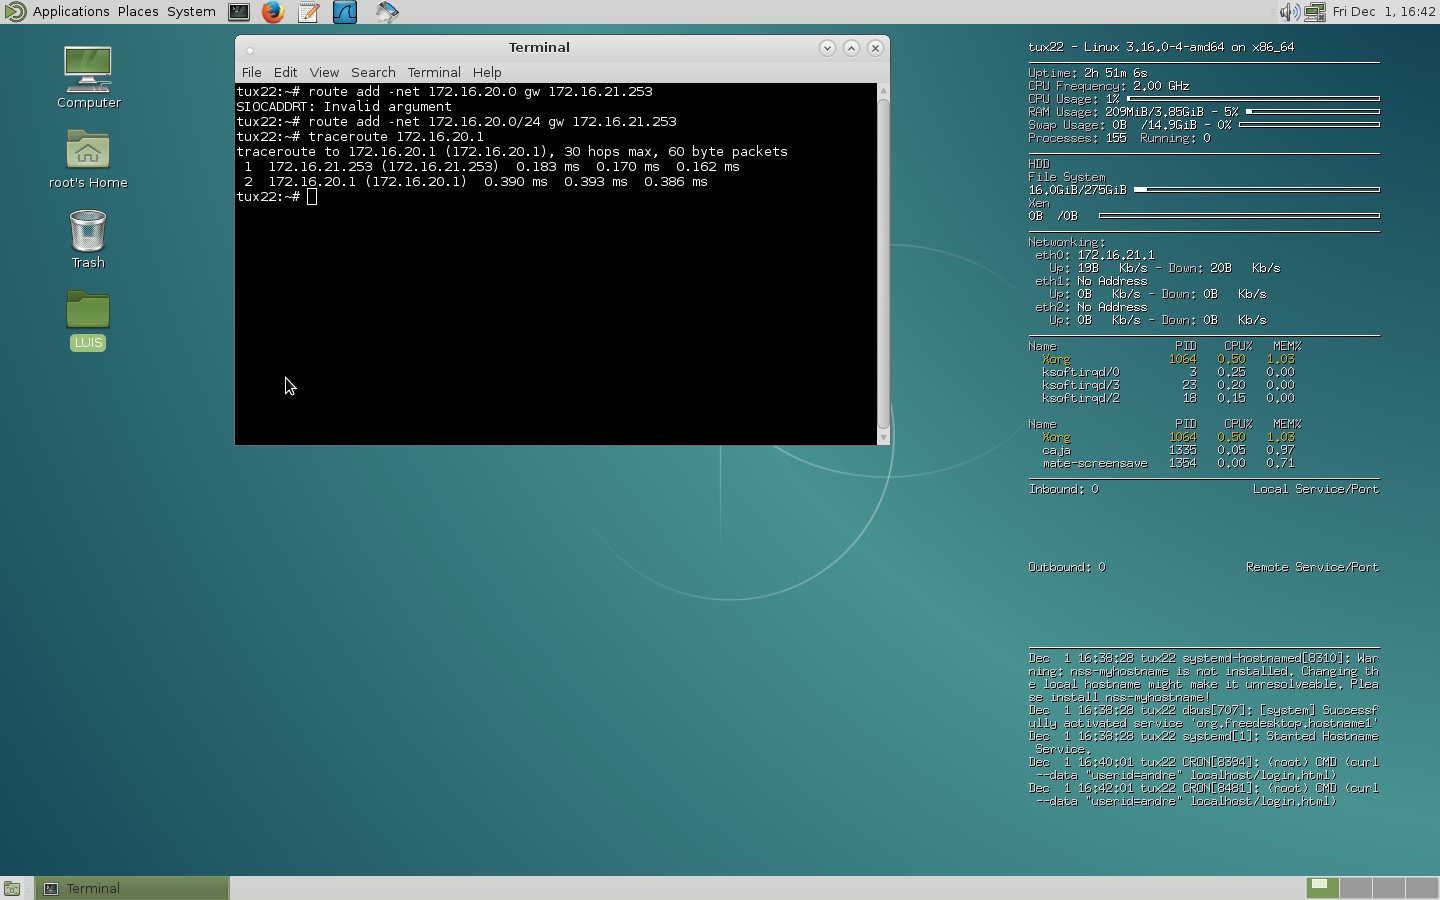 Applications Places System
Fri Dec  1, 16:42
Computer
root's Home
Trash
LUIS
Terminal
File Edit View Search Terminal Help
tux22:~# route add -net 172.16.20.0 gw 172.16.21.253
SIOCADDRT: Invalid argument
tux22:~# route add -net 172.16.20.0/24 gw 172.16.21.253
tux22:~# traceroute 172.16.20.1
traceroute to 172.16.20.1 (172.16.20.1), 30 hops max, 60 byte packets
 1  172.16.21.253 (172.16.21.253)  0.183 ms  0.170 ms  0.162 ms
 2  172.16.20.1 (172.16.20.1)  0.390 ms  0.393 ms  0.386 ms
tux22:~#
tux22 - Linux 3.16.0-4-amd64 on x86_64
Uptime: 2h 51m 6s
CPU Frequency: 2.00 GHz
CPU Usage: 1%
RAM Usage: 209MiB/3.85GiB - 5%
Swap Usage: 0B  /14.9GiB - 0%
Processes: 155  Running: 0
HDD
File System
16.0GiB/275GiB
Xen
0B  /0B
Networking:
eth0: 172.16.21.1
Up: 19B   Kb/s - Down: 20B   Kb/s
eth1: No Address
Up: 0B   Kb/s - Down: 0B   Kb/s
eth2: No Address
Up: 0B   Kb/s - Down: 0B   Kb/s
Name PID CPU% MEM%
Xorg 1064 0.50 1.03
ksoftirqd/0 3 0.25 0.00
ksoftirqd/3 23 0.20 0.00
ksoftirqd/2 18 0.15 0.00
Name PID CPU% MEM%
Xorg 1064 0.50 1.03
caja 1335 0.05 0.97
mate-screensave 1354 0.00 0.71
Inbound: 0 Local Service/Port
Outbound: 0 Remote Service/Port
Dec  1 16:38:28 tux22 systemd-hostnamed[8310]: War
ning: nss-myhostname is not installed. Changing th
e local hostname might make it unresolveable. Plea
se install nss-myhostname!
Dec  1 16:38:28 tux22 dbus[707]: [system] Successf
ully activated service 'org.freedesktop.hostname1'
Dec  1 16:38:28 tux22 systemd[1]: Started Hostname
 Service.
Dec  1 16:40:01 tux22 CRON[8394]: (root) CMD (curl
 --data "userid=andre" localhost/login.html)
Dec  1 16:42:01 tux22 CRON[8481]: (root) CMD (curl
 --data "userid=andre" localhost/login.html)
Terminal